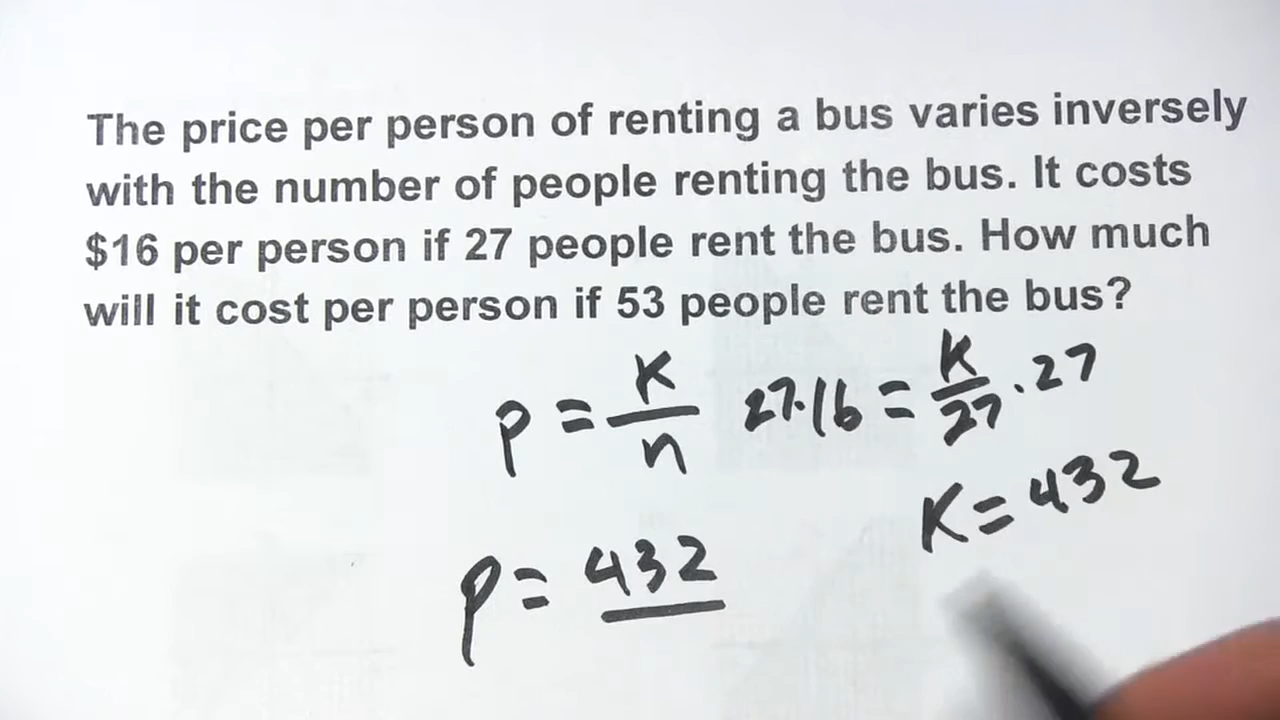 The price per person of renting a bus varies inversely
with the number of people renting the bus. It costs
$16 per person if 27 people rent the bus. How much
will it cost per person if 53 people rent the bus?
P = K/n 27·16 = K/27 · 27
K = 432
P = 432